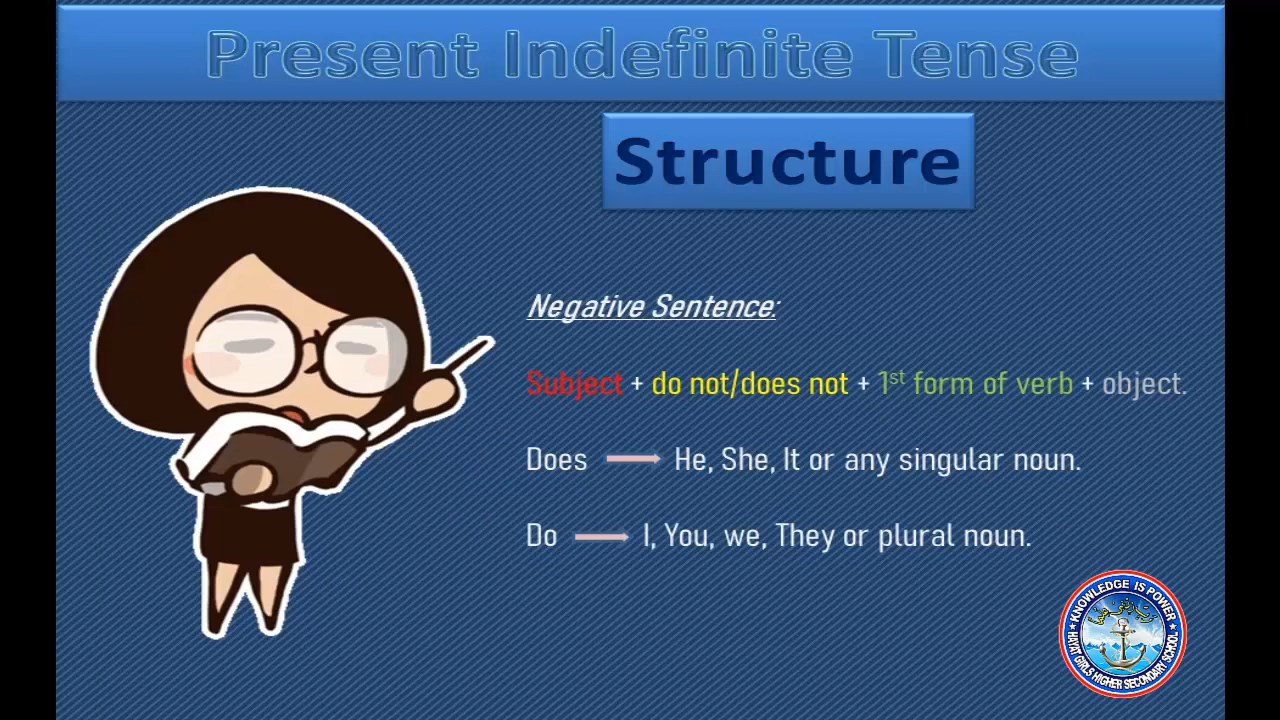 Present Indefinite Tense
Structure
Negative Sentence:
Subject + do not/does not + 1st form of verb + object.
Does He, She, It or any singular noun.
Do I, You, we, They or plural noun.
KNOWLEDGE IS POWER
HAYAT GIRLS HIGHER SECONDARY SCHOOL